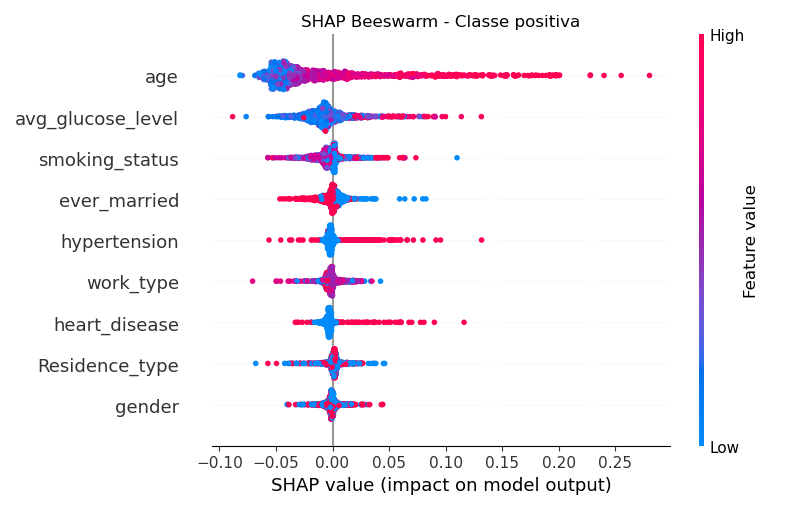 SHAP Beeswarm - Classe positiva
High
age
avg_glucose_level
smoking_status
ever_married
hypertension
work_type
heart_disease
Residence_type
gender
Feature value
Low
−0.10 −0.05 0.00 0.05 0.10 0.15 0.20 0.25
SHAP value (impact on model output)